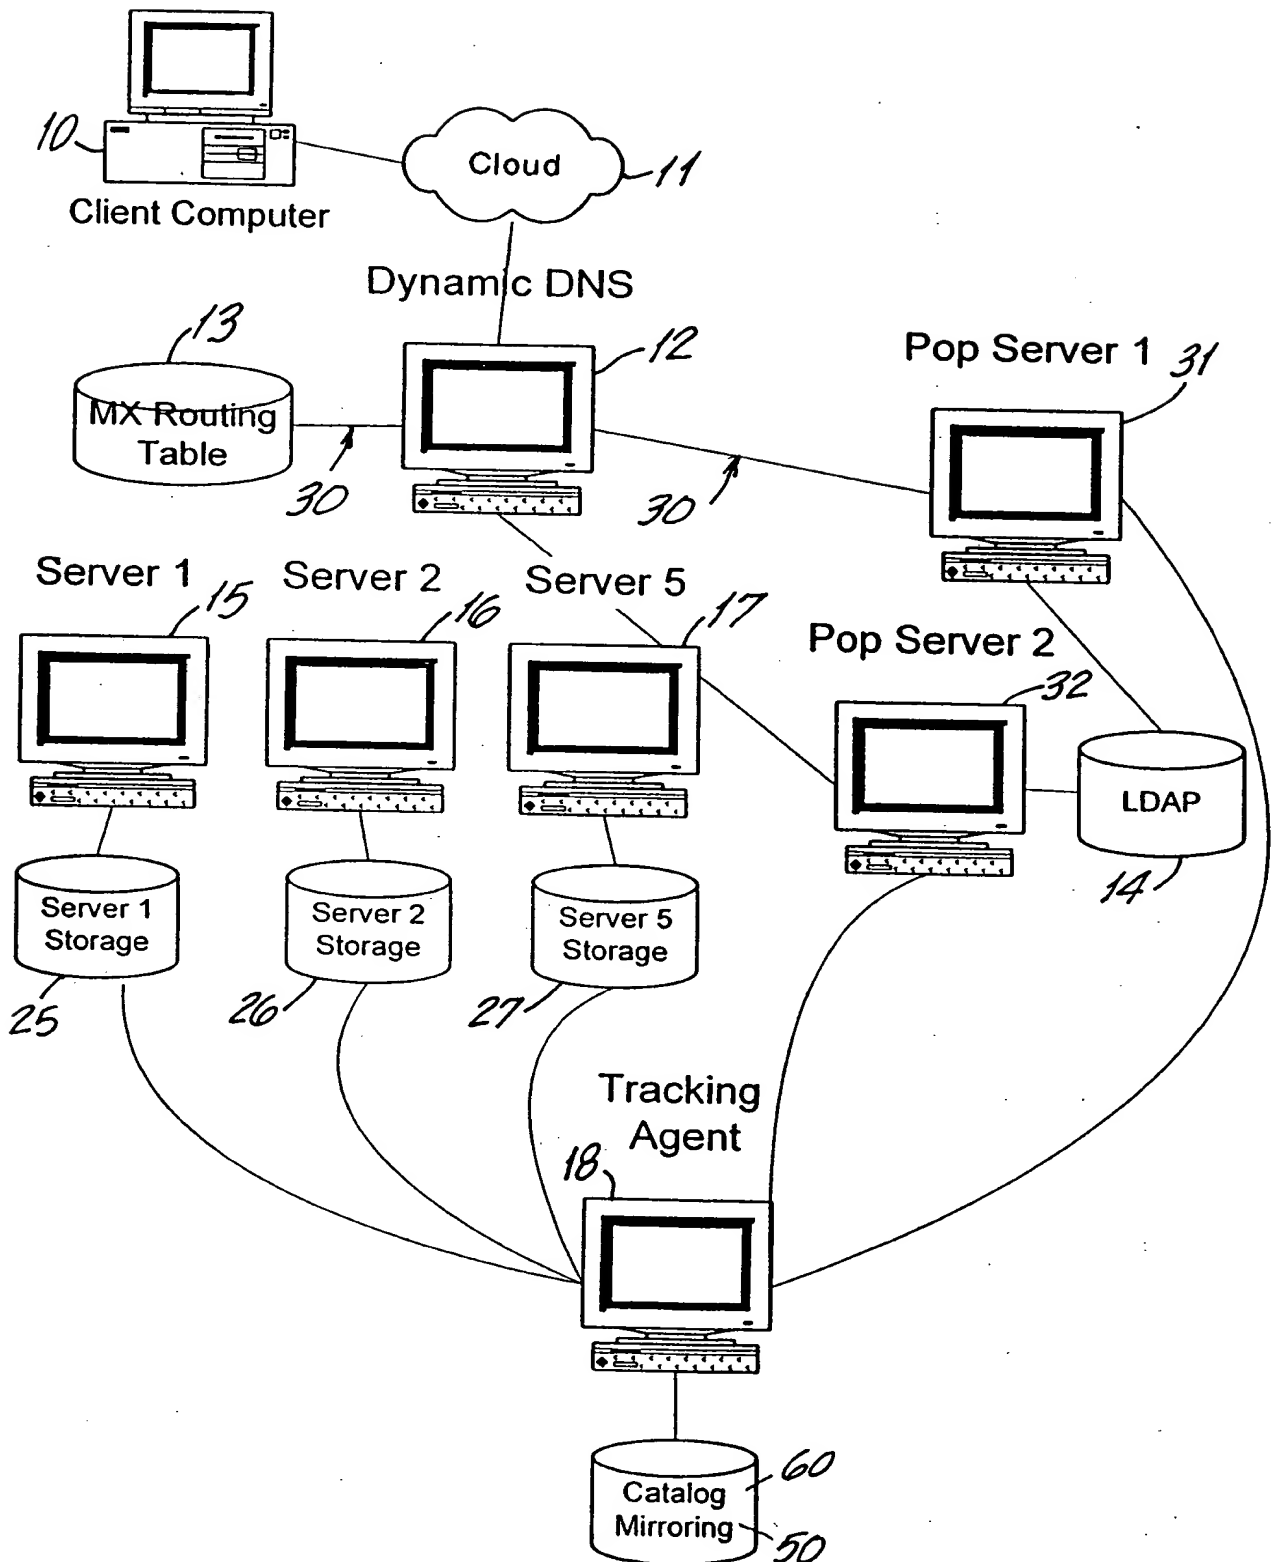 10
Cloud
11
Client Computer
Dynamic DNS
13
12
Pop Server 1
31
MX Routing
Table
30
30
Server 1
Server 2
Server 5
15
16
17
Pop Server 2
32
LDAP
14
Server 1
Storage
Server 2
Storage
Server 5
Storage
25
26
27
Tracking
Agent
18
60
Catalog
Mirroring
50